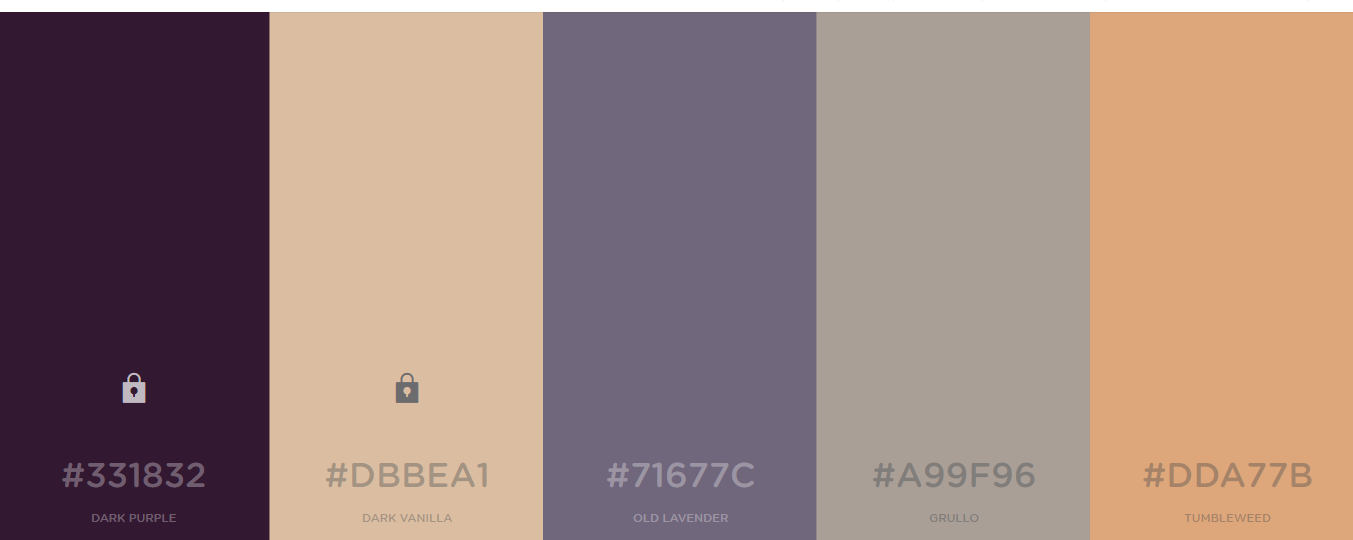 #331832
DARK PURPLE
#DBBEA1
DARK VANILLA
#71677C
OLD LAVENDER
#A99F96
GRULLO
#DDA77B
TUMBLEWEED